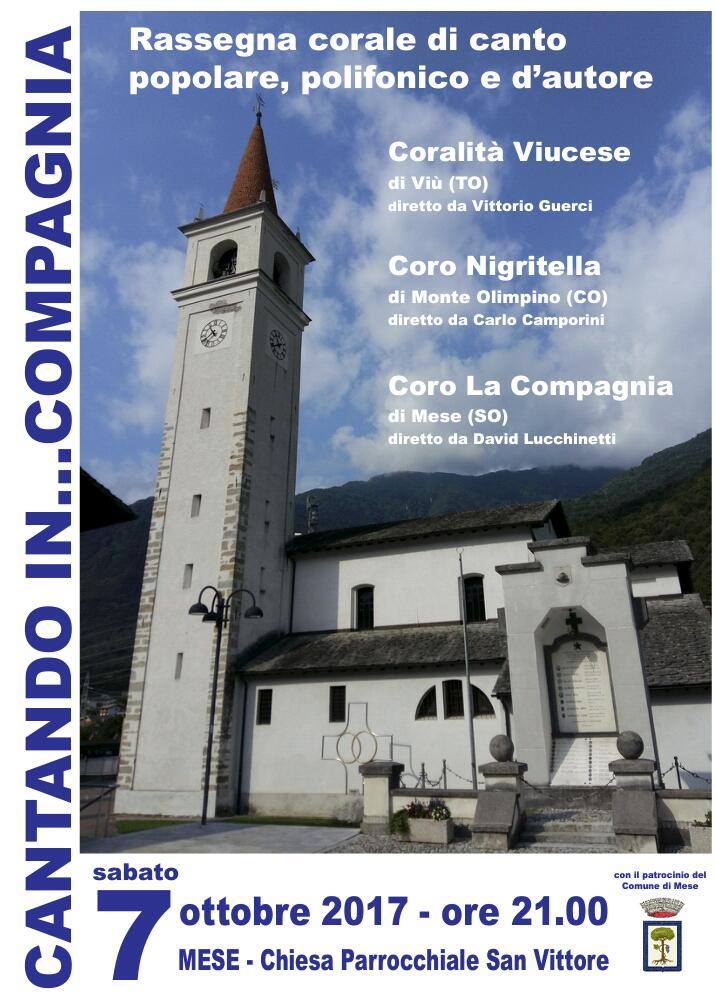 CANTANDO IN...COMPAGNIA
Rassegna corale di canto
popolare, polifonico e d'autore
Coralità Viucese
di Viù (TO)
diretto da Vittorio Guerci
Coro Nigritella
di Monte Olimpino (CO)
diretto da Carlo Camporini
Coro La Compagnia
di Mese (SO)
diretto da David Lucchinetti
sabato
7 ottobre 2017 - ore 21.00
MESE - Chiesa Parrocchiale San Vittore
con il patrocinio del
Comune di Mese